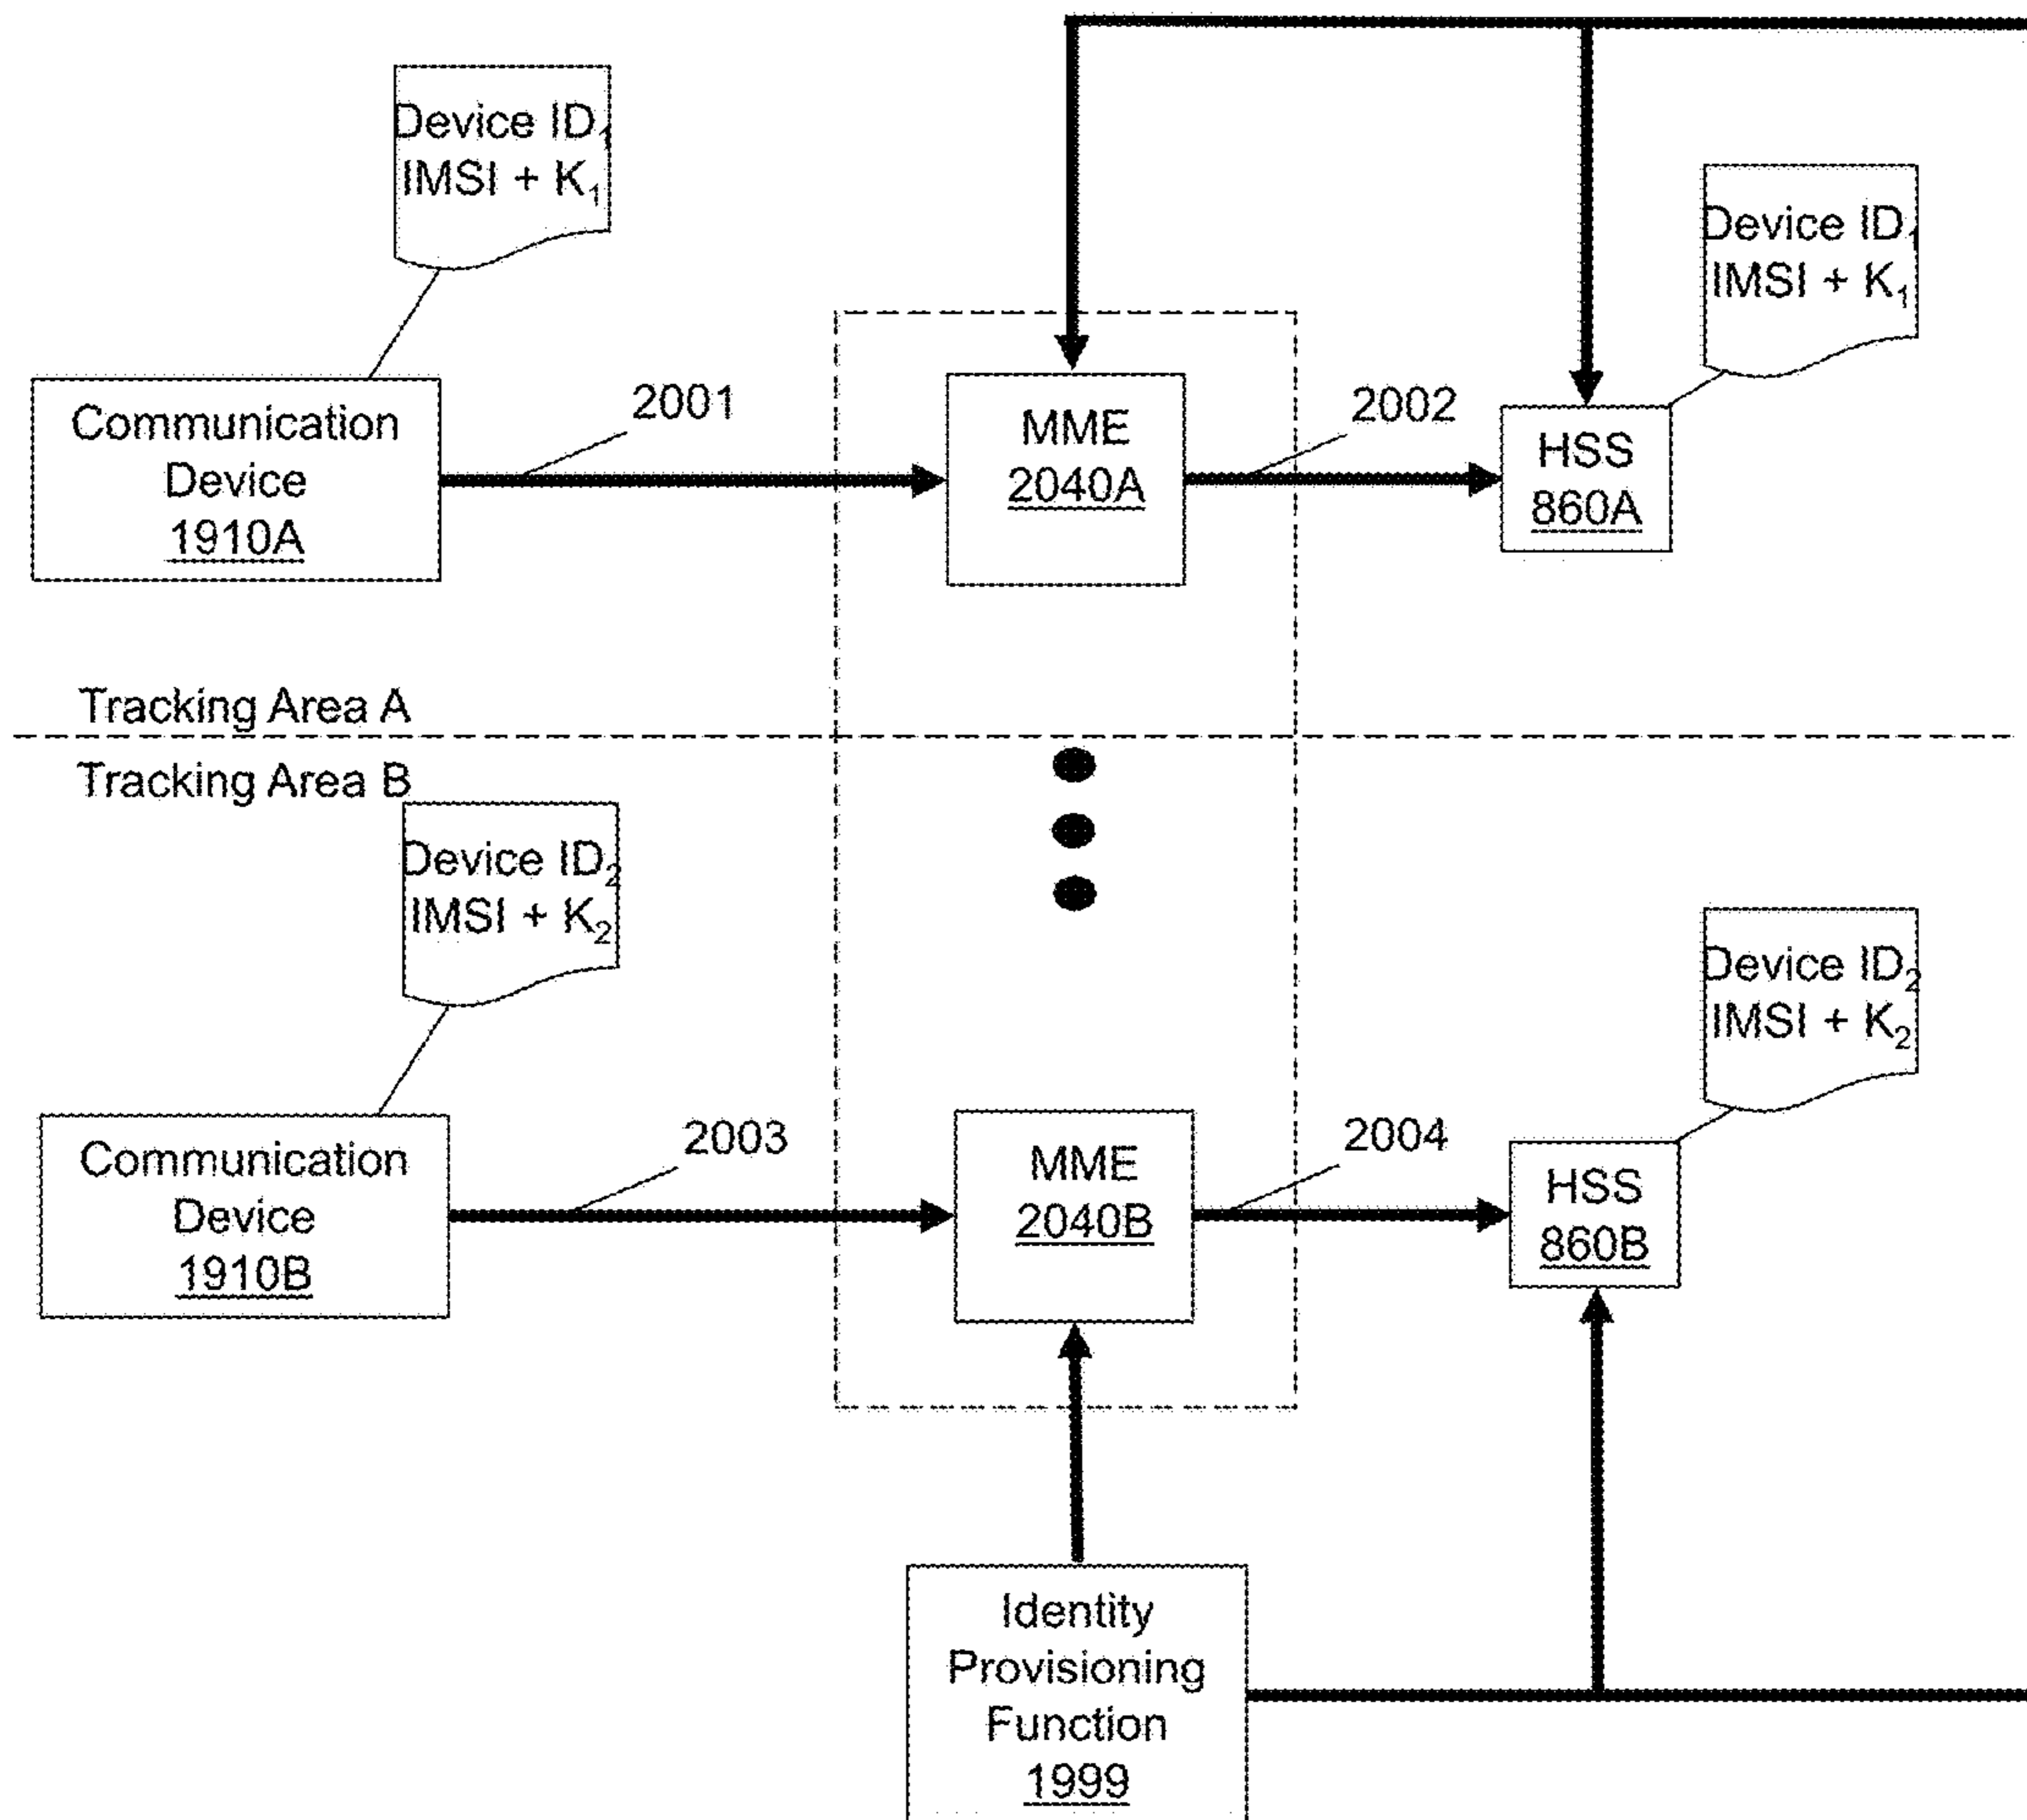 Device ID₁
IMSI + K₁
Device ID₁
IMSI + K₁
Communication
Device
1910A
2001
MME
2040A
2002
HSS
860A
Tracking Area A
Tracking Area B
Device ID₂
IMSI + K₂
Device ID₂
IMSI + K₂
Communication
Device
1910B
2003
MME
2040B
2004
HSS
860B
Identity
Provisioning
Function
1999